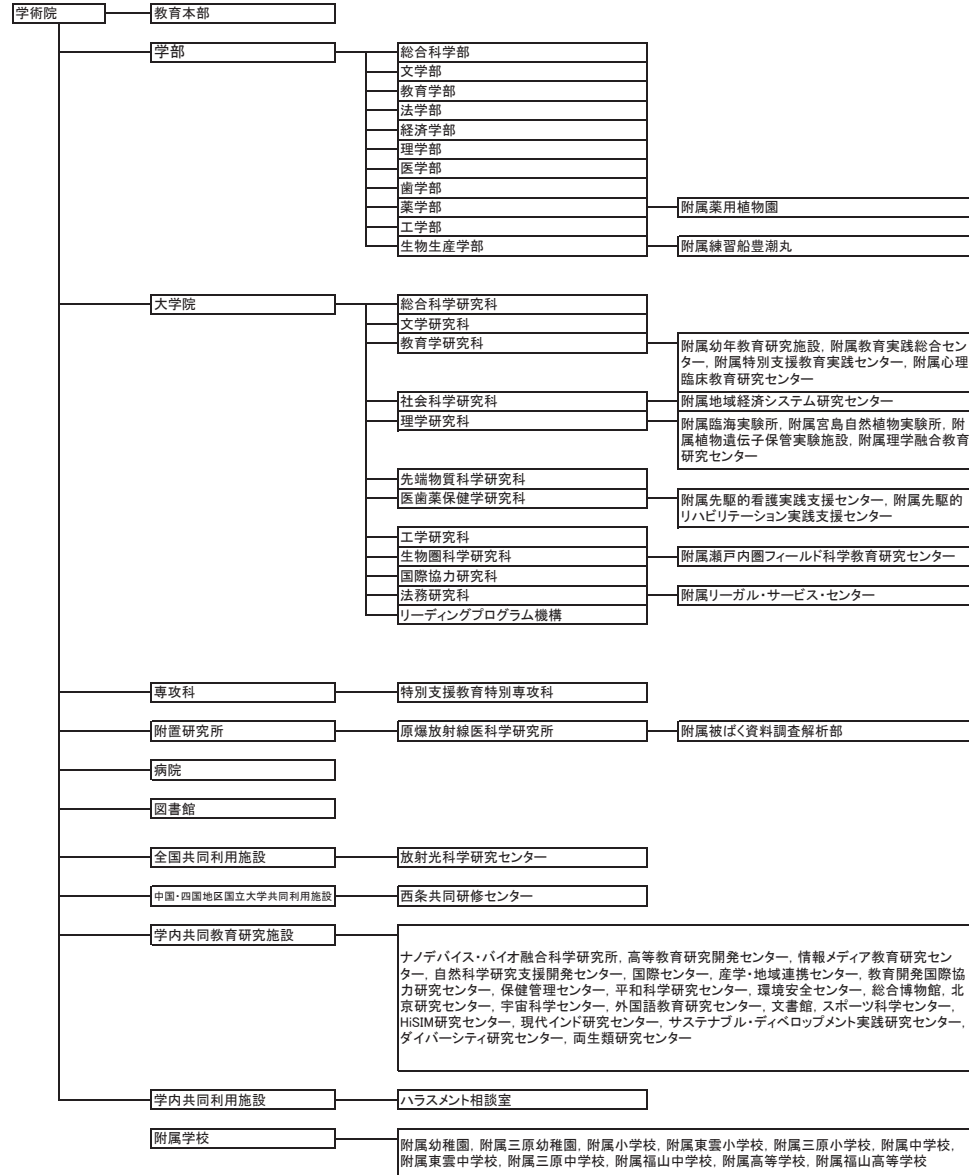 学術院
教育本部
学部
総合科学部
文学部
教育学部
法学部
経済学部
理学部
医学部
歯学部
薬学部
附属薬用植物園
工学部
生物生産学部
附属練習船豊潮丸
大学院
総合科学研究科
文学研究科
教育学研究科
附属幼年教育研究施設, 附属教育実践総合セン
ター, 附属特別支援教育実践センター, 附属心理
臨床教育研究センター
社会科学研究科
附属地域経済システム研究センター
理学研究科
附属臨海実験所, 附属宮島自然植物実験所, 附
属植物遺伝子保管実験施設, 附属理学融合教育
研究センター
先端物質科学研究科
医歯薬保健学研究科
附属先駆的看護実践支援センター, 附属先駆的
リハビリテーション実践支援センター
工学研究科
生物圏科学研究科
附属瀬戸内圏フィールド科学教育研究センター
国際協力研究科
法務研究科
附属リーガル・サービス・センター
リーディングプログラム機構
専攻科
特別支援教育特別専攻科
附置研究所
原爆放射線医科学研究所
附属被ばく資料調査解析部
病院
図書館
全国共同利用施設
放射光科学研究センター
中国・四国地区国立大学共同利用施設
西条共同研修センター
学内共同教育研究施設
ナノデバイス・バイオ融合科学研究所, 高等教育研究開発センター, 情報メディア教育研究セン
ター, 自然科学研究支援開発センター, 国際センター, 産学・地域連携センター, 教育開発国際協
力研究センター, 保健管理センター, 平和科学研究センター, 環境安全センター, 総合博物館, 北
京研究センター, 宇宙科学センター, 外国語教育研究センター, 文書館, スポーツ科学センター,
HiSIM研究センター, 現代インド研究センター, サステナブル・ディベロップメント実践研究センター,
ダイバーシティ研究センター, 両生類研究センター
学内共同利用施設
ハラスメント相談室
附属学校
附属幼稚園, 附属三原幼稚園, 附属小学校, 附属東雲小学校, 附属三原小学校, 附属中学校,
附属東雲中学校, 附属三原中学校, 附属福山中学校, 附属高等学校, 附属福山高等学校